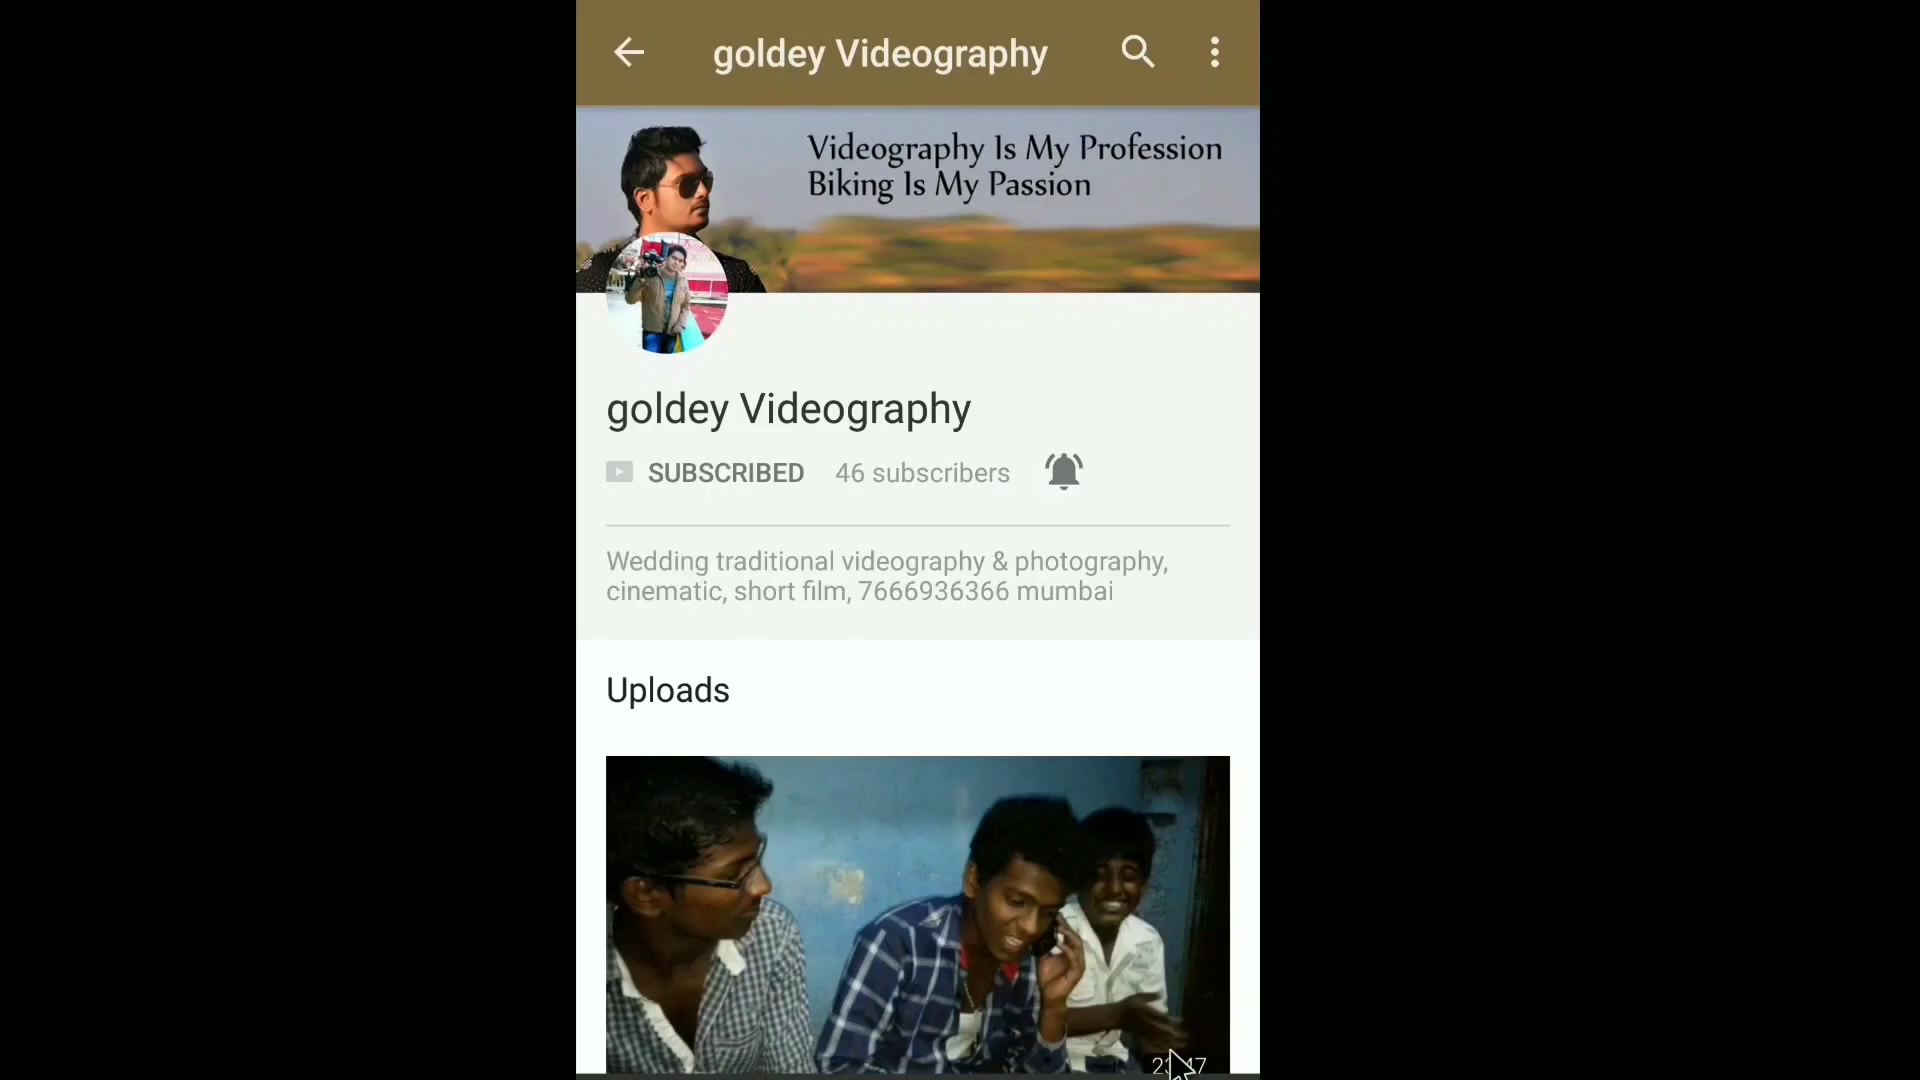 goldey Videography
Videography Is My Profession
Biking Is My Passion
goldey Videography
SUBSCRIBED 46 subscribers
Wedding traditional videography & photography,
cinematic, short film, 7666936366 mumbai
Uploads